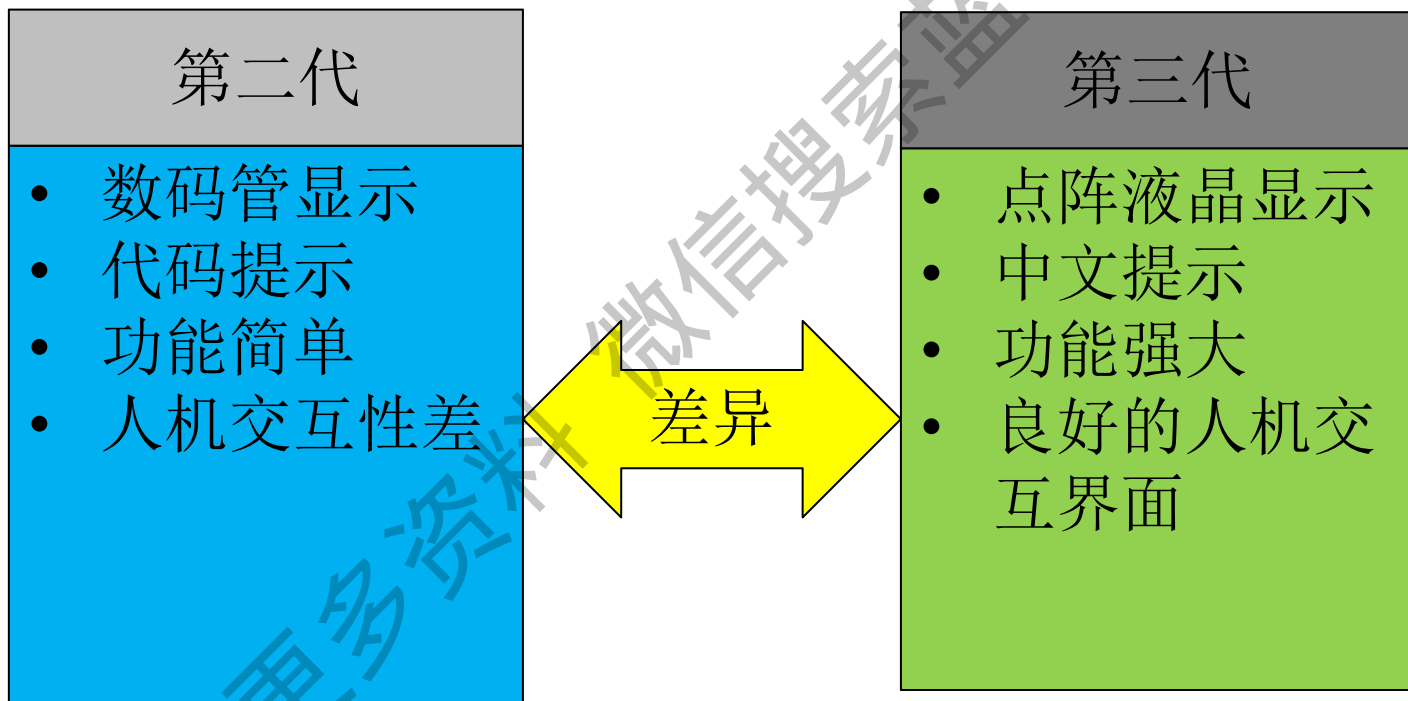 第二代
• 数码管显示
• 代码提示
• 功能简单
• 人机交互性差
差异
第三代
• 点阵液晶显示
• 中文提示
• 功能强大
• 良好的人机交
互界面
更多资料 微信搜索蓝